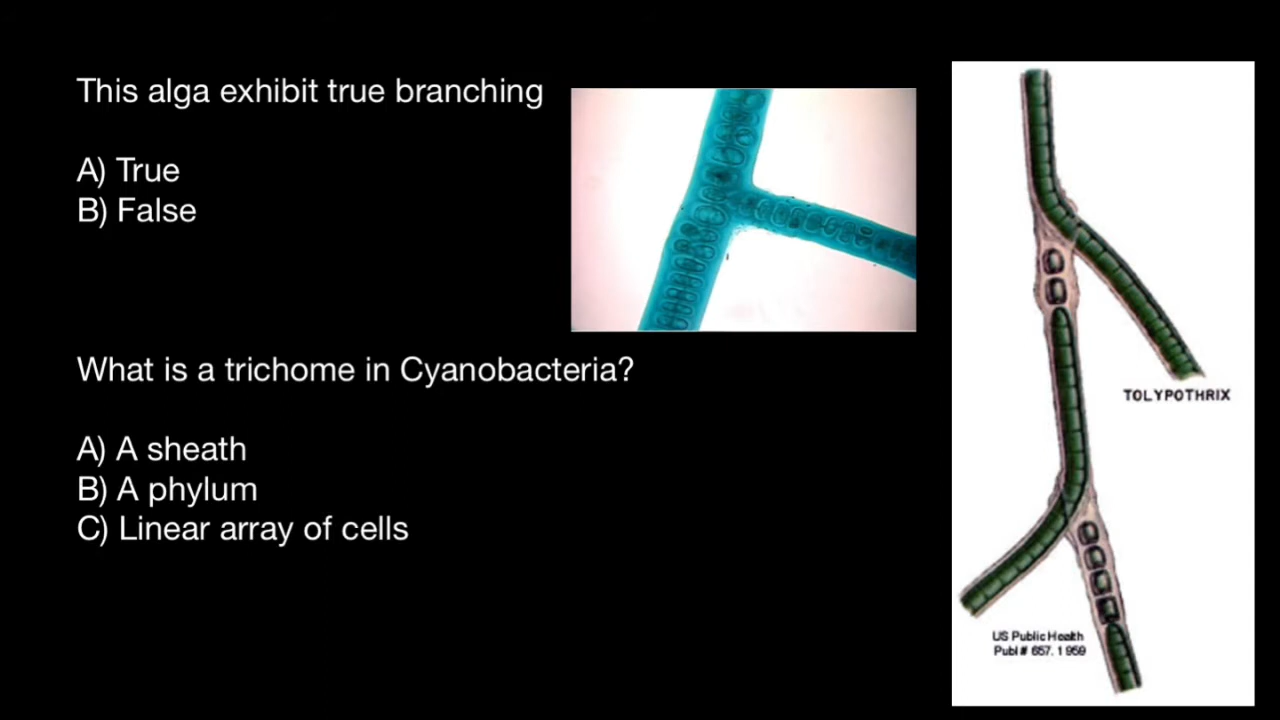 This alga exhibit true branching
A) True
B) False
What is a trichome in Cyanobacteria?
A) A sheath
B) A phylum
C) Linear array of cells
TOLYPOTHRIX
US Public Health
Publ # 657. 1959